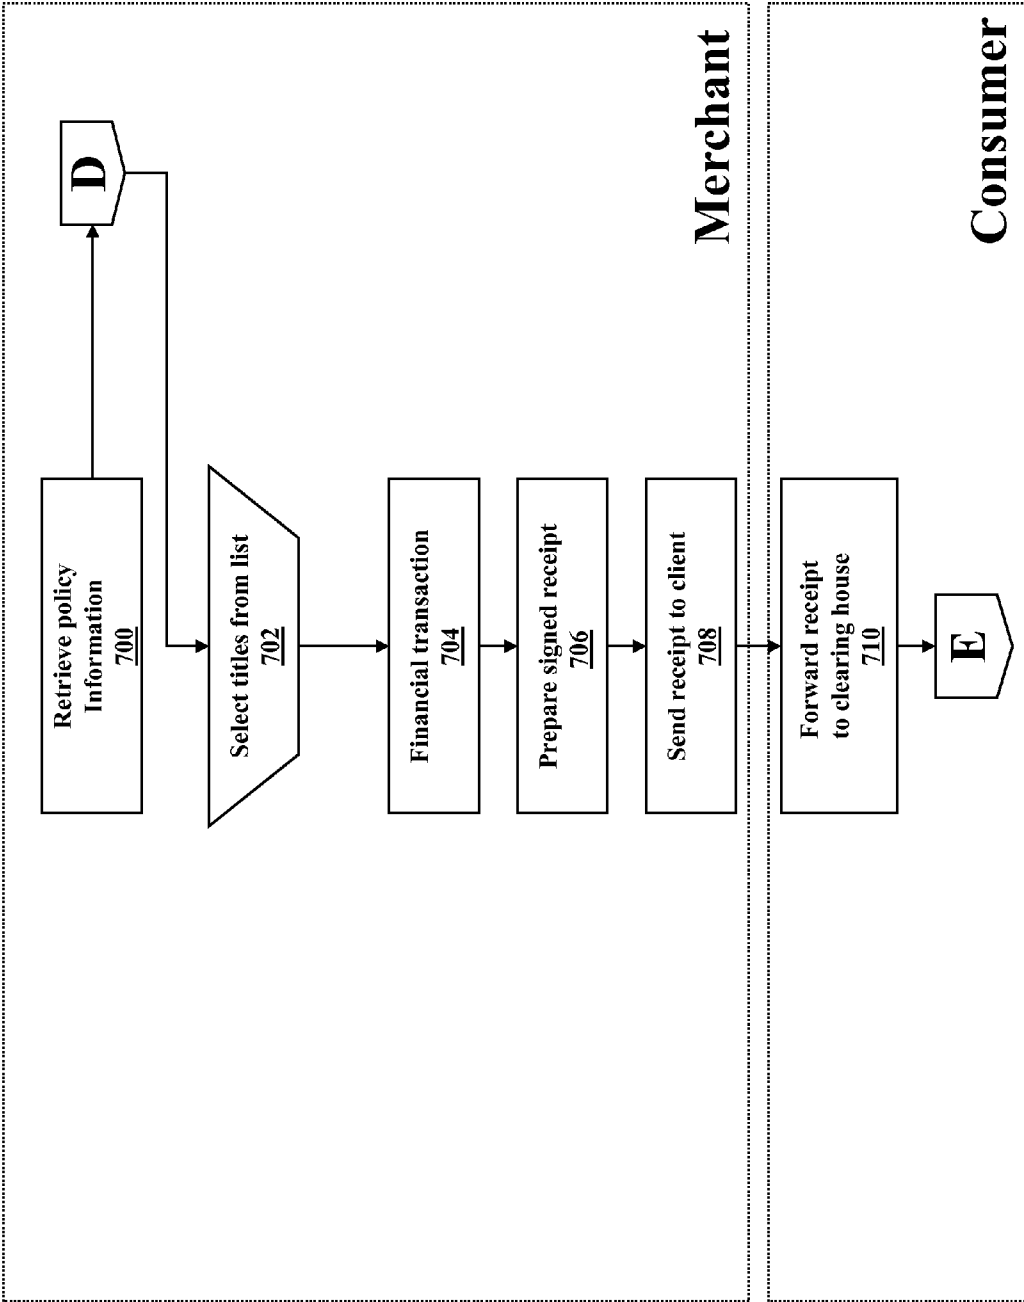 Retrieve policy
Information
700
D
Select titles from list
702
Financial transaction
704
Prepare signed receipt
706
Send receipt to client
708
Merchant
Forward receipt
to clearing house
710
E
Consumer